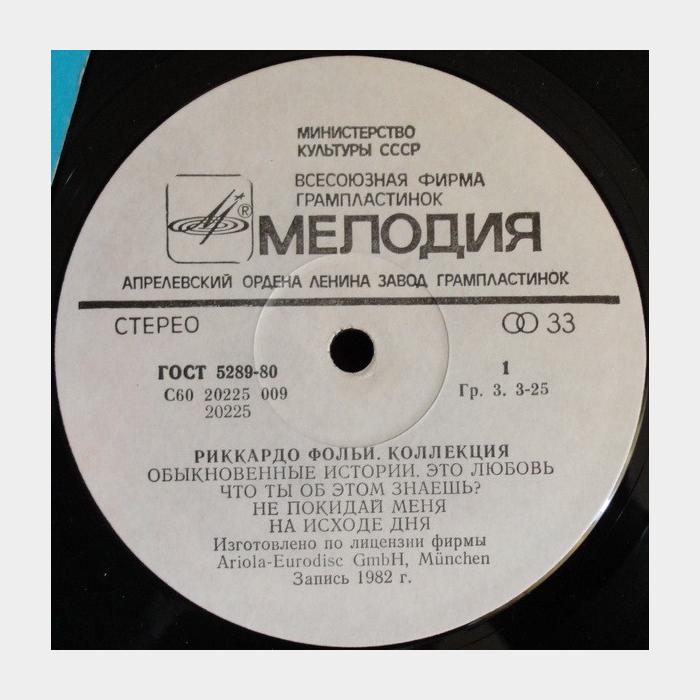 МИНИСТЕРСТВО
КУЛЬТУРЫ СССР
ВСЕСОЮЗНАЯ ФИРМА
ГРАМПЛАСТИНОК
® МЕЛОДИЯ
АПРЕЛЕВСКИЙ ОРДЕНА ЛЕНИНА ЗАВОД ГРАМПЛАСТИНОК
СТЕРЕО 33
ГОСТ 5289-80 1
С60 20225 009 Гр. 3. 3-25
20225
РИККАРДО ФОЛЬИ. КОЛЛЕКЦИЯ
ОБЫКНОВЕННЫЕ ИСТОРИИ. ЭТО ЛЮБОВЬ
ЧТО ТЫ ОБ ЭТОМ ЗНАЕШЬ?
НЕ ПОКИДАЙ МЕНЯ
НА ИСХОДЕ ДНЯ
Изготовлено по лицензии фирмы
Ariola-Eurodisc GmbH, München
Запись 1982 г.